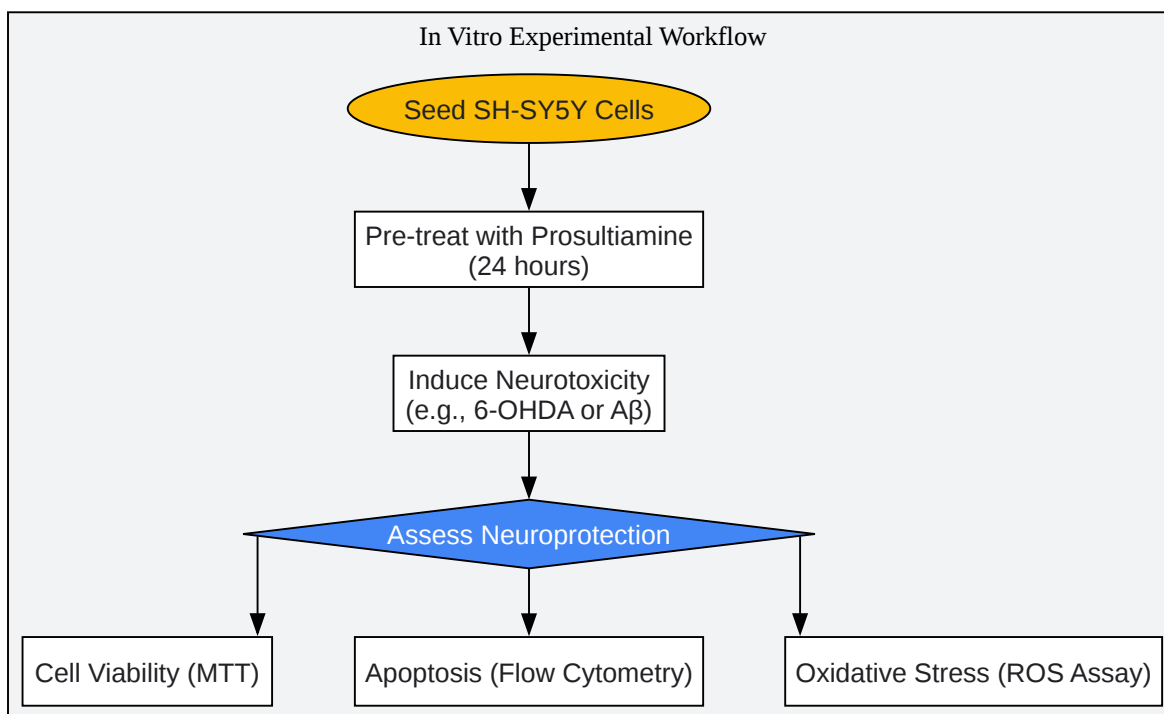 In Vitro Experimental Workflow
Seed SH-SY5Y Cells
Pre-treat with Prosultiamine
(24 hours)
Induce Neurotoxicity
(e.g., 6-OHDA or Aβ)
Assess Neuroprotection
Cell Viability (MTT)
Apoptosis (Flow Cytometry)
Oxidative Stress (ROS Assay)